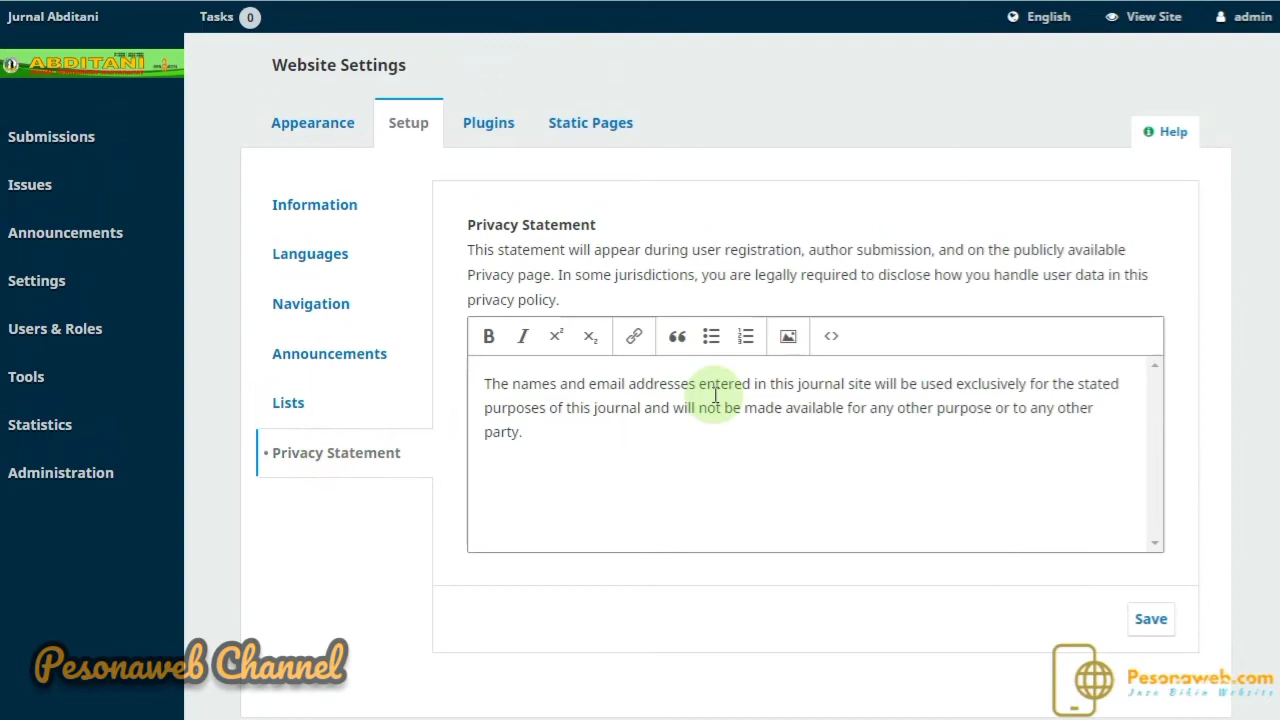 Jurnal Abditani
Tasks 0
English
View Site
admin
ABDITANI
Submissions
Issues
Announcements
Settings
Users & Roles
Tools
Statistics
Administration
Website Settings
Appearance
Setup
Plugins
Static Pages
Help
Information
Languages
Navigation
Announcements
Lists
• Privacy Statement
Privacy Statement
This statement will appear during user registration, author submission, and on the publicly available
Privacy page. In some jurisdictions, you are legally required to disclose how you handle user data in this
privacy policy.
The names and email addresses entered in this journal site will be used exclusively for the stated
purposes of this journal and will not be made available for any other purpose or to any other
party.
Save
Pesonaweb Channel
Pesonaweb.com
Jasa Bikin Website